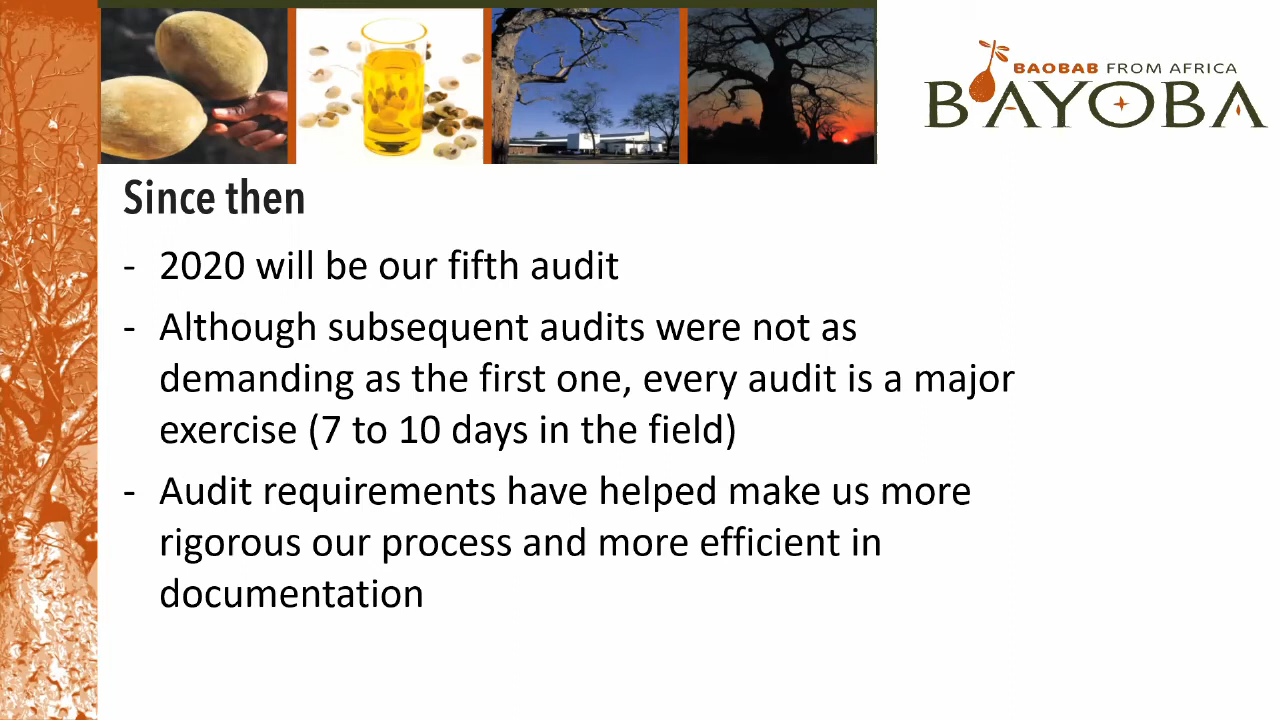 BAOBAB FROM AFRICA
BAYOBA
Since then
- 2020 will be our fifth audit
- Although subsequent audits were not as
demanding as the first one, every audit is a major
exercise (7 to 10 days in the field)
- Audit requirements have helped make us more
rigorous our process and more efficient in
documentation